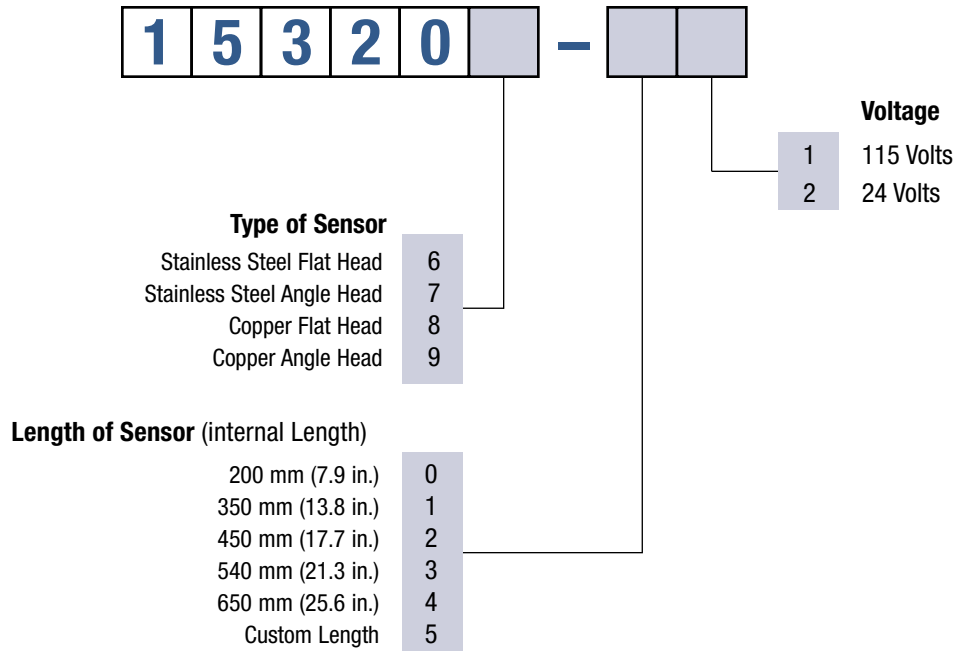 1 5 3 2 0 –
Voltage
1 115 Volts
2 24 Volts
Type of Sensor
Stainless Steel Flat Head 6
Stainless Steel Angle Head 7
Copper Flat Head 8
Copper Angle Head 9
Length of Sensor (internal Length)
200 mm (7.9 in.) 0
350 mm (13.8 in.) 1
450 mm (17.7 in.) 2
540 mm (21.3 in.) 3
650 mm (25.6 in.) 4
Custom Length 5